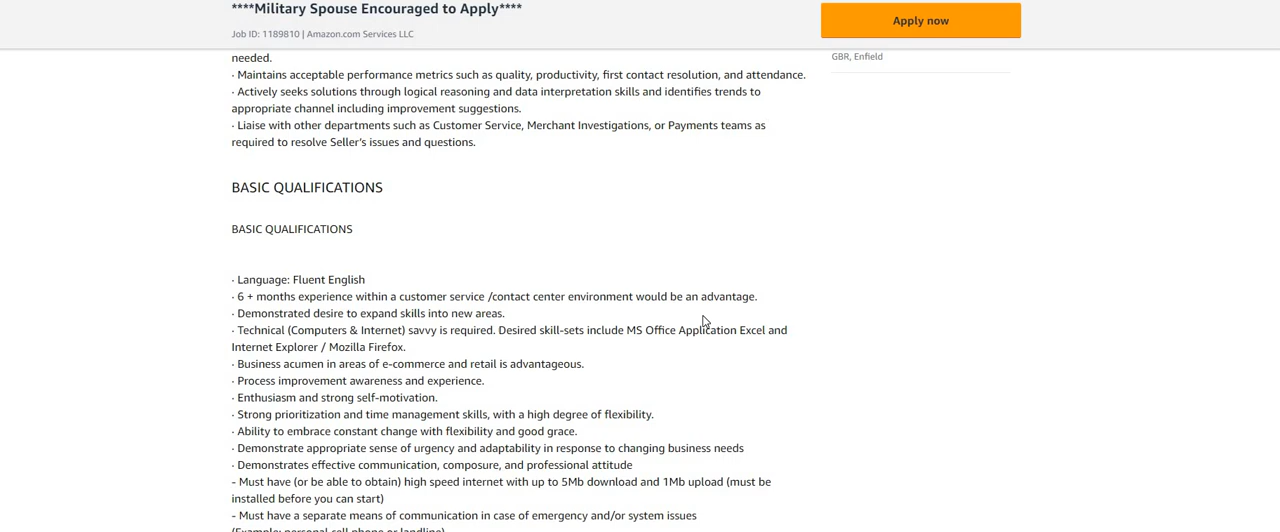 ****Military Spouse Encouraged to Apply****
Apply now
Job ID: 1189810 | Amazon.com Services LLC
needed.
GBR, Enfield
· Maintains acceptable performance metrics such as quality, productivity, first contact resolution, and attendance.
· Actively seeks solutions through logical reasoning and data interpretation skills and identifies trends to
appropriate channel including improvement suggestions.
· Liaise with other departments such as Customer Service, Merchant Investigations, or Payments teams as
required to resolve Seller's issues and questions.
BASIC QUALIFICATIONS
BASIC QUALIFICATIONS
· Language: Fluent English
· 6 + months experience within a customer service /contact center environment would be an advantage.
· Demonstrated desire to expand skills into new areas.
· Technical (Computers & Internet) savvy is required. Desired skill-sets include MS Office Application Excel and
Internet Explorer / Mozilla Firefox.
· Business acumen in areas of e-commerce and retail is advantageous.
· Process improvement awareness and experience.
· Enthusiasm and strong self-motivation.
· Strong prioritization and time management skills, with a high degree of flexibility.
· Ability to embrace constant change with flexibility and good grace.
· Demonstrate appropriate sense of urgency and adaptability in response to changing business needs
· Demonstrates effective communication, composure, and professional attitude
- Must have (or be able to obtain) high speed internet with up to 5Mb download and 1Mb upload (must be
installed before you can start)
- Must have a separate means of communication in case of emergency and/or system issues
(Example: personal cell phone or landline)